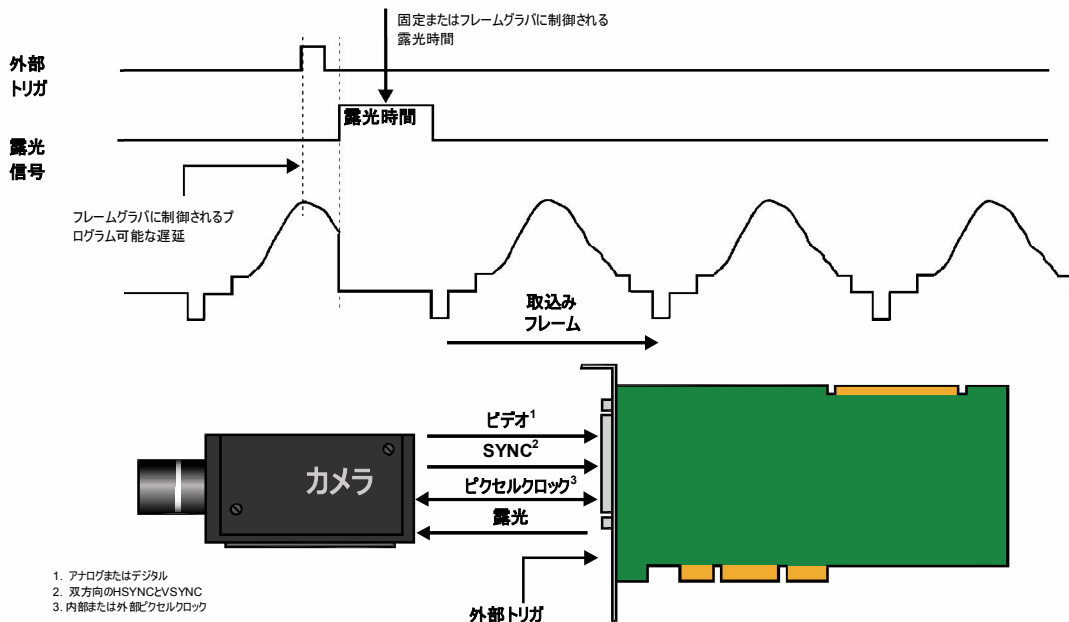 固定またはフレームグラバに制御される
露光時間
外部
トリガ
露光時間
露光
信号
フレームグラバに制御されるプ
ログラム可能な遅延
取込み
フレーム
ビデオ1
SYNC2
カメラ
ピクセルクロック3
露光
外部トリガ
1. アナログまたはデジタル
2. 双方向のHSYNCとVSYNC
3. 内部または外部ピクセルクロック